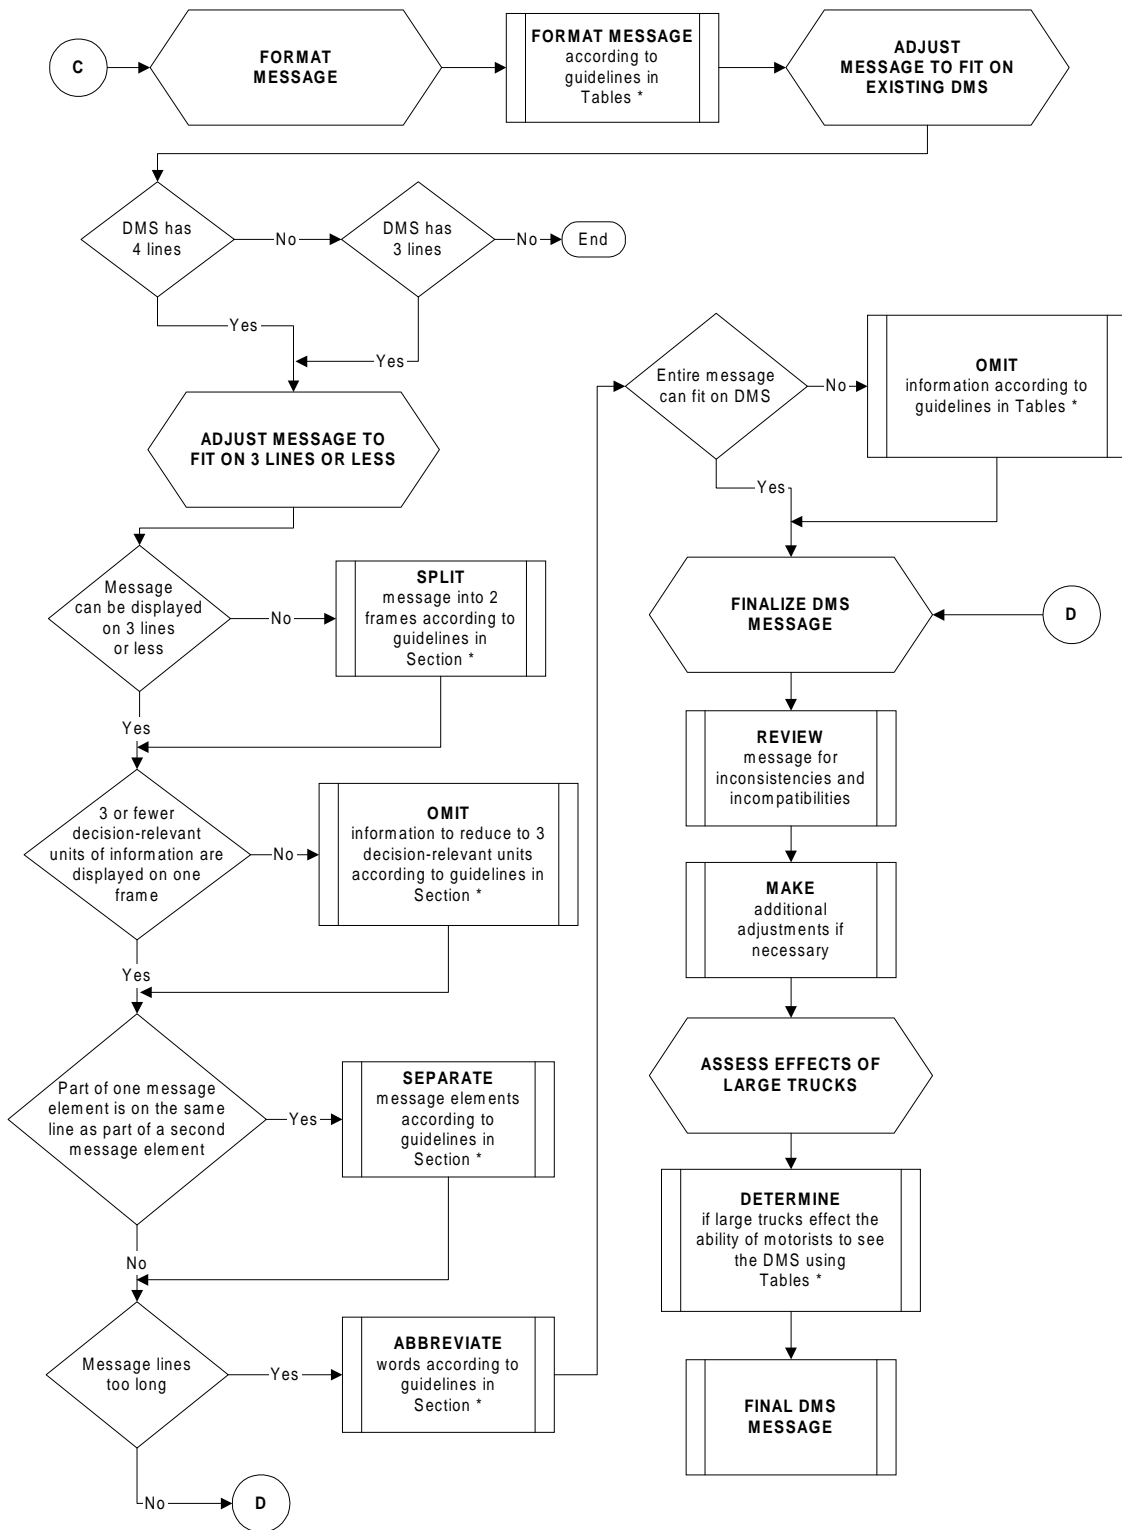 C
FORMAT
MESSAGE
FORMAT MESSAGE
according to
guidelines in
Tables *
ADJUST
MESSAGE TO FIT ON
EXISTING DMS
DMS has
4 lines
No
DMS has
3 lines
No
End
Yes
Yes
ADJUST MESSAGE TO
FIT ON 3 LINES OR LESS
Message
can be displayed
on 3 lines
or less
No
SPLIT
message into 2
frames according to
guidelines in
Section *
Yes
3 or fewer
decision-relevant
units of information are
displayed on one
frame
No
OMIT
information to reduce to 3
decision-relevant units
according to guidelines in
Section *
Yes
Part of one message
element is on the same
line as part of a second
message element
Yes
SEPARATE
message elements
according to
guidelines in
Section *
No
Message lines
too long
Yes
ABBREVIATE
words according to
guidelines in
Section *
No
D
Entire message
can fit on DMS
No
OMIT
information according to
guidelines in Tables *
Yes
FINALIZE DMS
MESSAGE
D
REVIEW
message for
inconsistencies and
incompatibilities
MAKE
additional
adjustments if
necessary
ASSESS EFFECTS OF
LARGE TRUCKS
DETERMINE
if large trucks effect the
ability of motorists to see
the DMS using
Tables *
FINAL DMS
MESSAGE